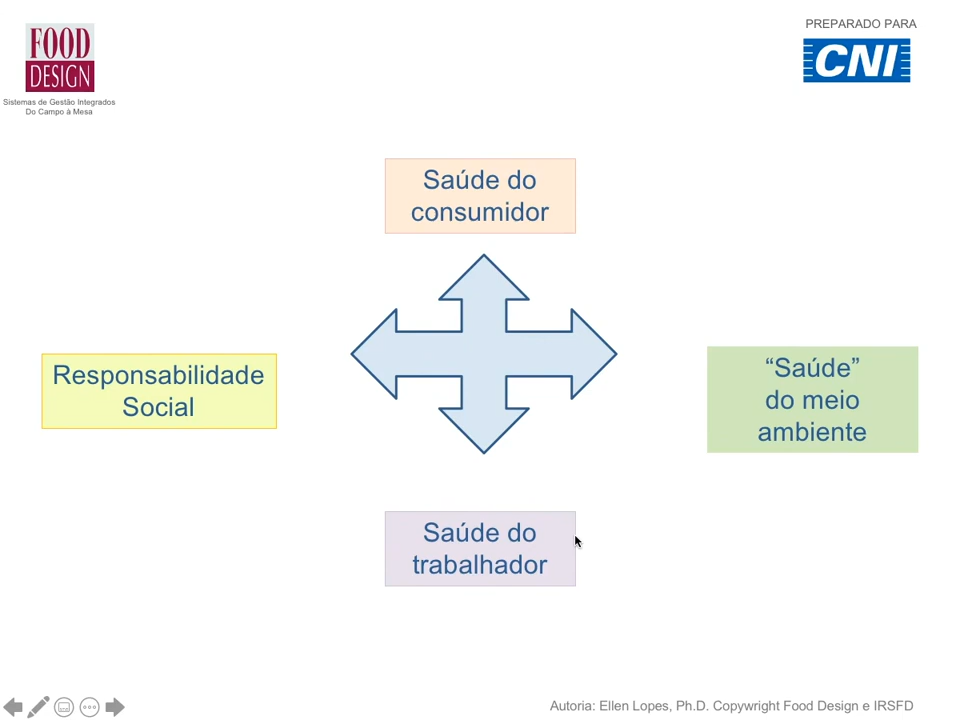 FOOD
DESIGN
Sistemas de Gestão Integrados
Do Campo à Mesa
PREPARADO PARA
CNI
Saúde do
consumidor
Responsabilidade
Social
“Saúde”
do meio
ambiente
Saúde do
trabalhador
Autoria: Ellen Lopes, Ph.D. Copywright Food Design e IRSFD